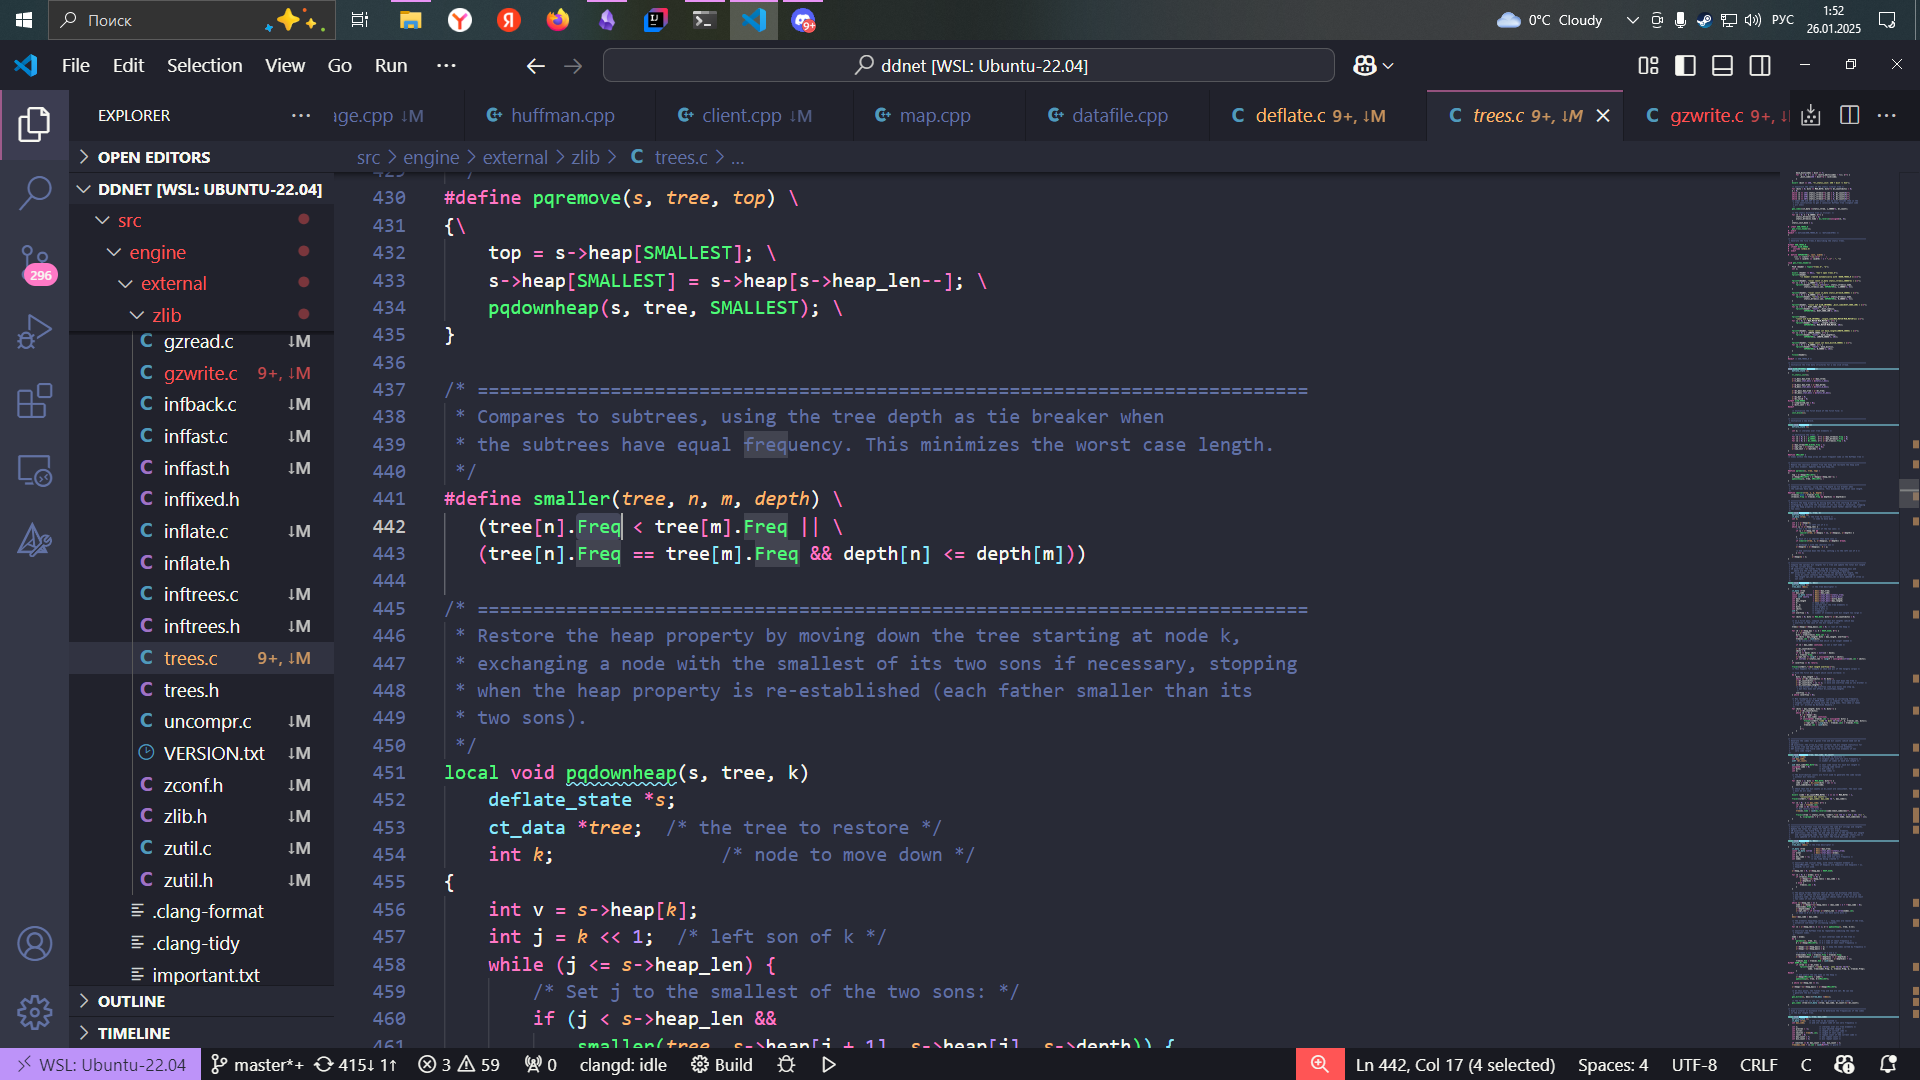 Поиск
0°C Cloudy
РУС
1:52
26.01.2025
9+
File Edit Selection View Go Run ...
ddnet [WSL: Ubuntu-22.04]
EXPLORER ...
age.cpp ↓M
huffman.cpp
client.cpp ↓M
map.cpp
datafile.cpp
deflate.c 9+, ↓M
trees.c 9+, ↓M
gzwrite.c 9+, ↓
OPEN EDITORS
src > engine > external > zlib > C trees.c > ...
DDNET [WSL: UBUNTU-22.04]
src
engine
external
zlib
gzread.c ↓M
gzwrite.c 9+, ↓M
infback.c ↓M
inffast.c ↓M
inffast.h ↓M
inffixed.h
inflate.c ↓M
inflate.h
inftrees.c ↓M
inftrees.h ↓M
trees.c 9+, ↓M
trees.h
uncompr.c ↓M
VERSION.txt ↓M
zconf.h ↓M
zlib.h ↓M
zutil.c ↓M
zutil.h ↓M
.clang-format
.clang-tidy
important.txt
OUTLINE
TIMELINE
296
429 */
430 #define pqremove(s, tree, top) \
431 {\
432     top = s->heap[SMALLEST]; \
433     s->heap[SMALLEST] = s->heap[s->heap_len--]; \
434     pqdownheap(s, tree, SMALLEST); \
435 }
436
437 /* ===========================================================================
438  * Compares to subtrees, using the tree depth as tie breaker when
439  * the subtrees have equal frequency. This minimizes the worst case length.
440  */
441 #define smaller(tree, n, m, depth) \
442    (tree[n].Freq < tree[m].Freq || \
443    (tree[n].Freq == tree[m].Freq && depth[n] <= depth[m]))
444
445 /* ===========================================================================
446  * Restore the heap property by moving down the tree starting at node k,
447  * exchanging a node with the smallest of its two sons if necessary, stopping
448  * when the heap property is re-established (each father smaller than its
449  * two sons).
450  */
451 local void pqdownheap(s, tree, k)
452     deflate_state *s;
453     ct_data *tree;  /* the tree to restore */
454     int k;               /* node to move down */
455 {
456     int v = s->heap[k];
457     int j = k << 1;  /* left son of k */
458     while (j <= s->heap_len) {
459         /* Set j to the smallest of the two sons: */
460         if (j < s->heap_len &&
461             smaller(tree, s->heap[j + 1], s->heap[j], s->depth)) {
WSL: Ubuntu-22.04 master*+ 415↓ 1↑ 3 59 0 clangd: idle Build Ln 442, Col 17 (4 selected) Spaces: 4 UTF-8 CRLF C